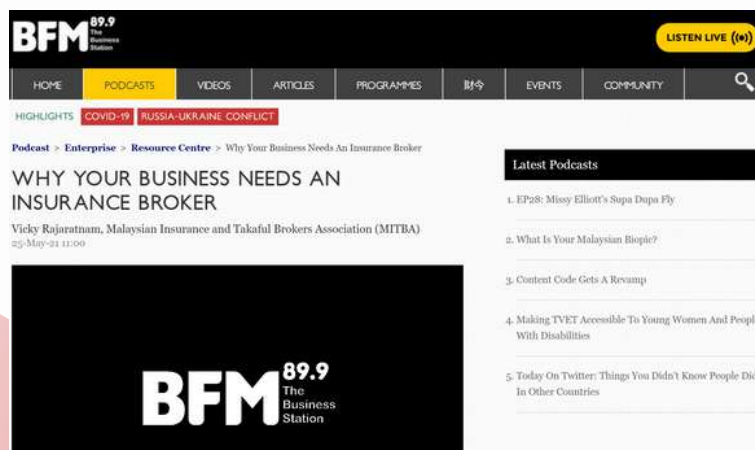 BFM 89.9
The
Business
Station
LISTEN LIVE
HOME PODCASTS VIDEOS ARTICLES PROGRAMMES 財今 EVENTS COMMUNITY
HIGHLIGHTS COVID-19 RUSSIA-UKRAINE CONFLICT
Podcast > Enterprise > Resource Centre > Why Your Business Needs An Insurance Broker
WHY YOUR BUSINESS NEEDS AN
INSURANCE BROKER
Vicky Rajaratnam, Malaysian Insurance and Takaful Brokers Association (MITBA)
25-May-21 11:00
BFM 89.9
The
Business
Station
Latest Podcasts
1. EP28: Missy Elliott's Supa Dupa Fly
2. What Is Your Malaysian Biopic?
3. Content Code Gets A Revamp
4. Making TVET Accessible To Young Women And Peopl
With Disabilities
5. Today On Twitter: Things You Didn't Know People Did
In Other Countries